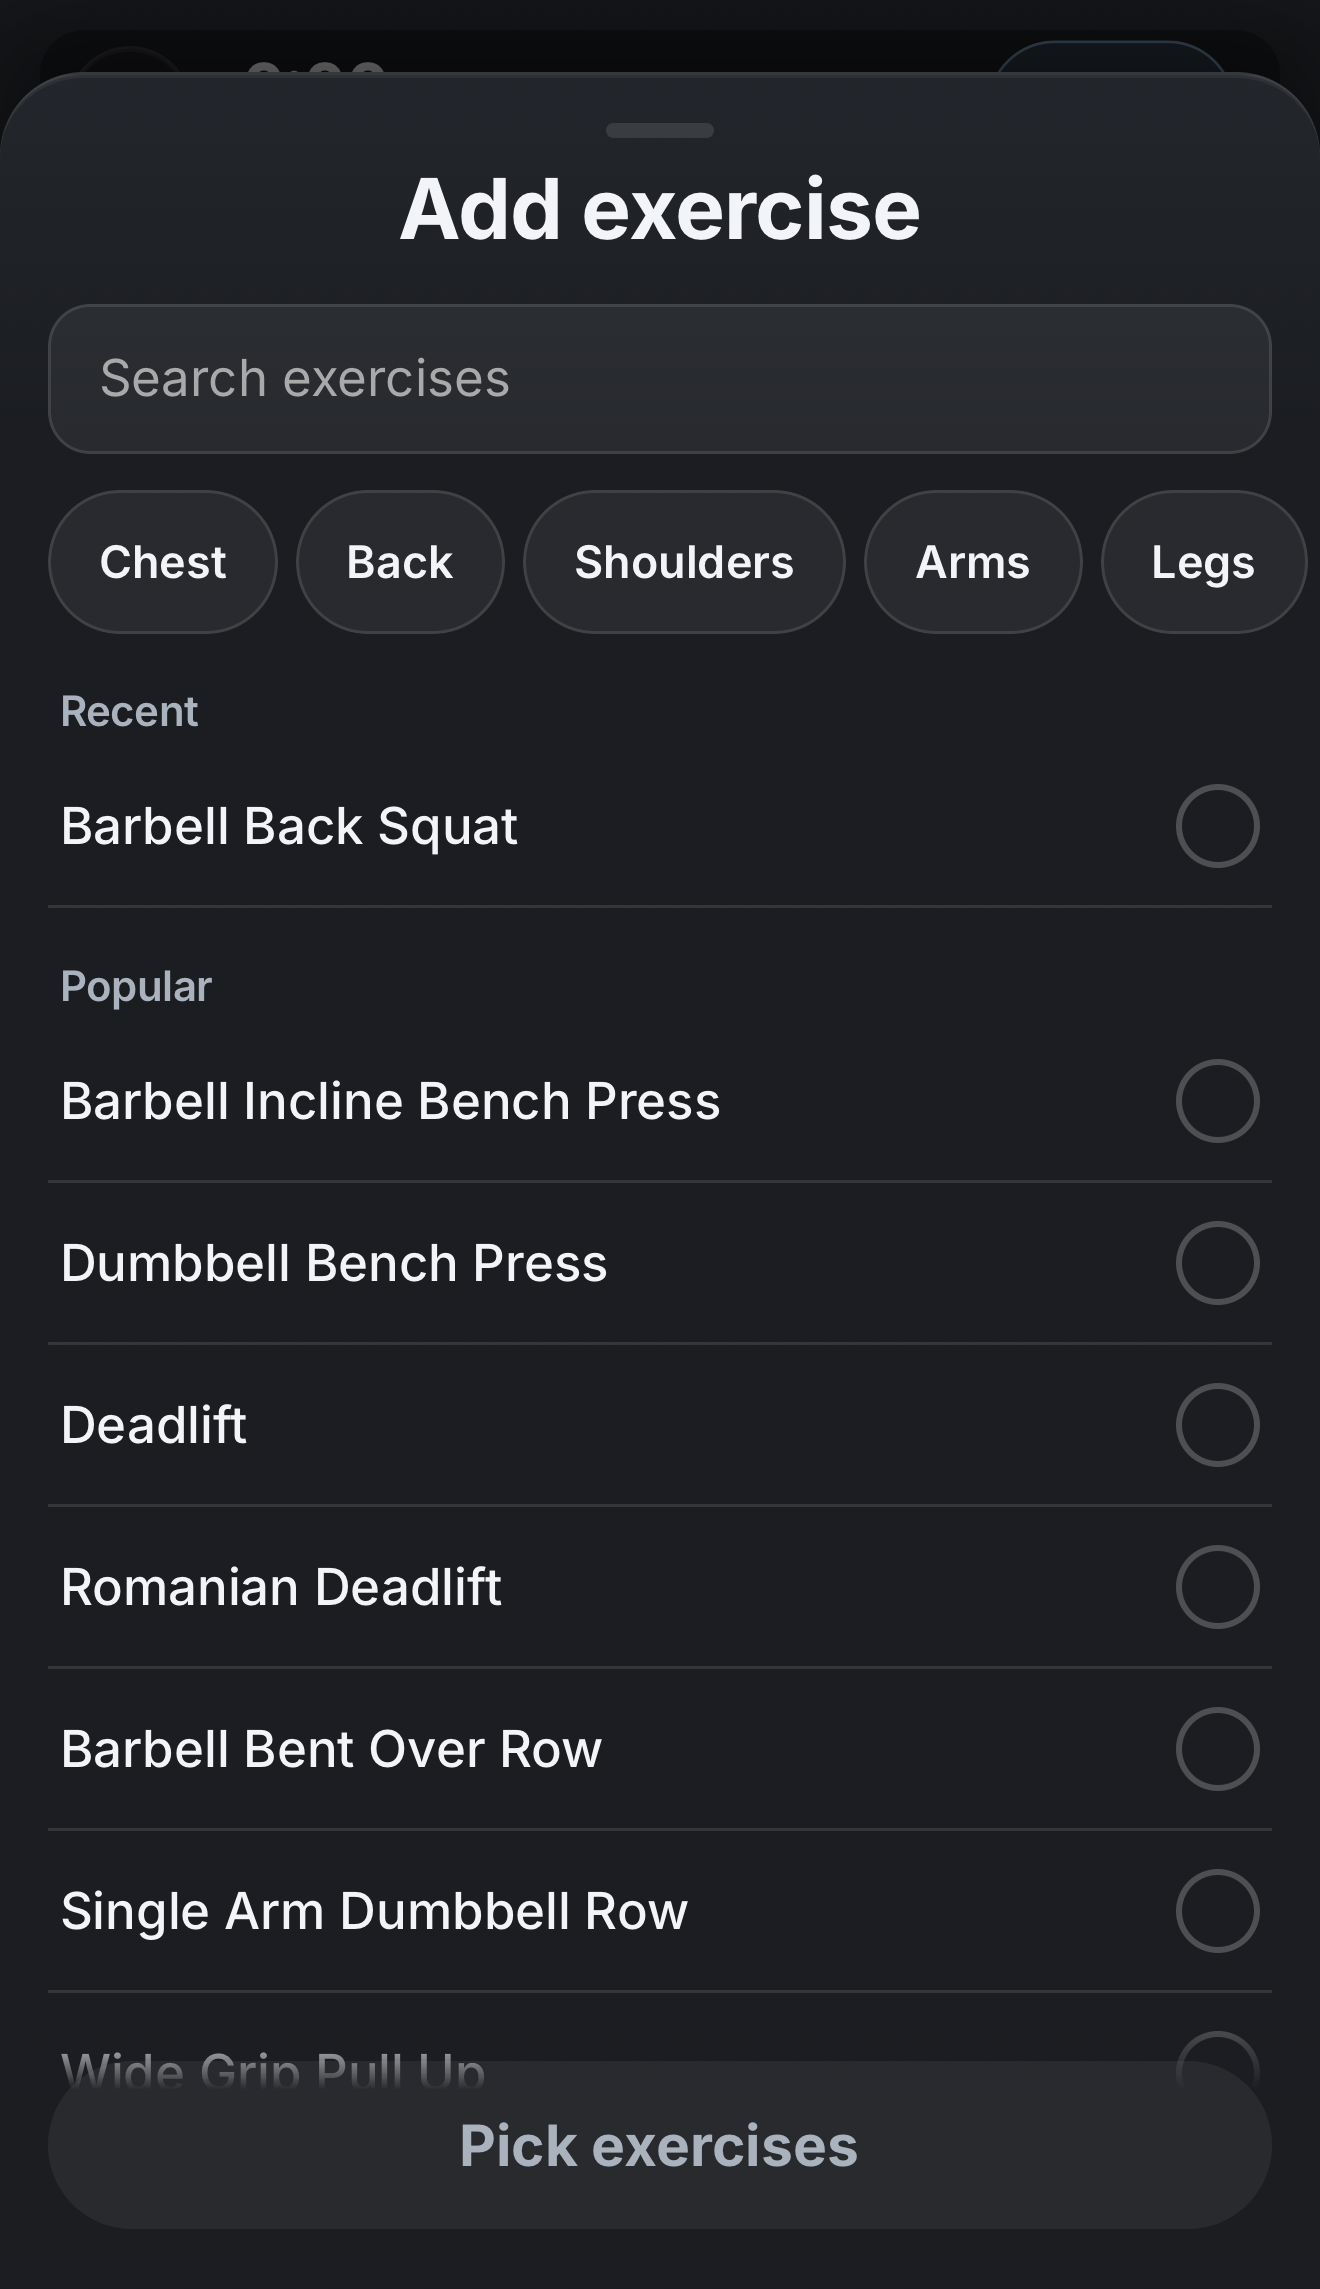 Add exercise
Search exercises
Chest Back Shoulders Arms Legs
Recent
Barbell Back Squat
Popular
Barbell Incline Bench Press
Dumbbell Bench Press
Deadlift
Romanian Deadlift
Barbell Bent Over Row
Single Arm Dumbbell Row
Wide Grip Pull Up
Pick exercises